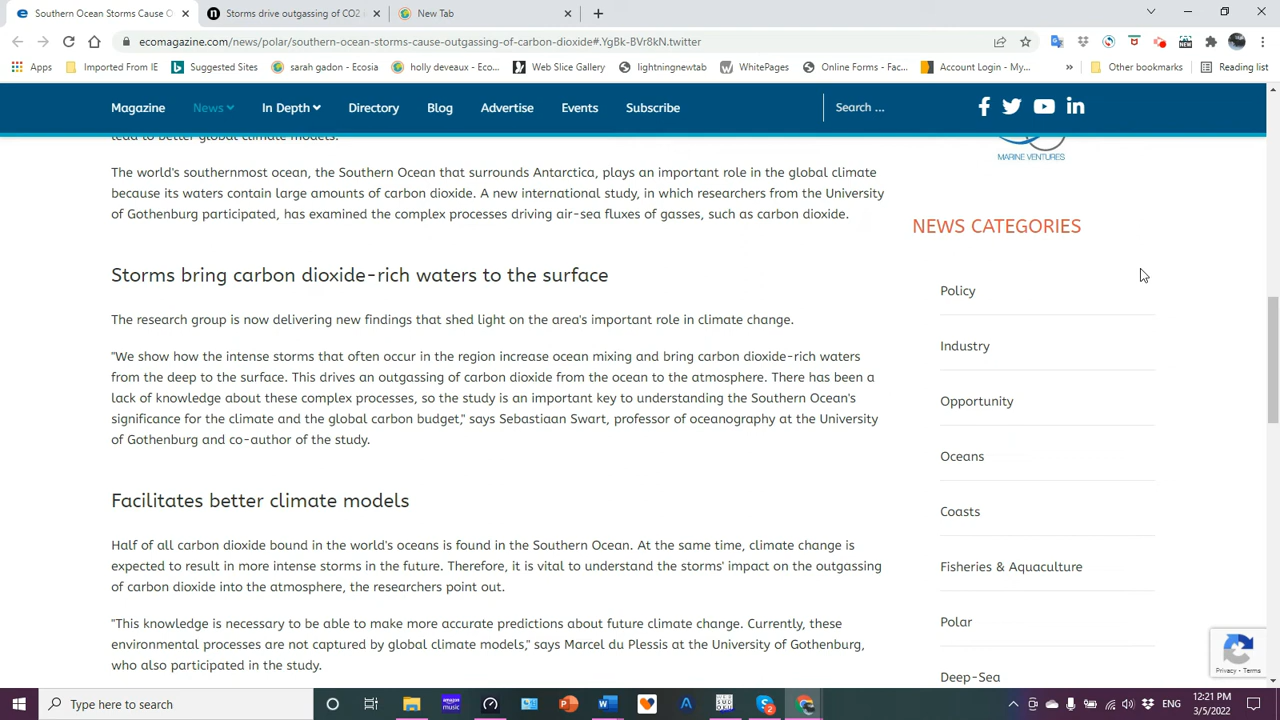 Southern Ocean Storms Cause O
Storms drive outgassing of CO2
New Tab
ecomagazine.com/news/polar/southern-ocean-storms-cause-outgassing-of-carbon-dioxide#.YgBk-BVr8kN.twitter
Apps
Imported From IE
Suggested Sites
sarah gadon - Ecosia
holly deveaux - Eco...
Web Slice Gallery
lightningnewtab
WhitePages
Online Forms - Fac...
Account Login - My...
»
Other bookmarks
Reading list
Magazine
News
In Depth
Directory
Blog
Advertise
Events
Subscribe
Search ...
lead to better global climate models.
MARINE VENTURES
The world's southernmost ocean, the Southern Ocean that surrounds Antarctica, plays an important role in the global climate
because its waters contain large amounts of carbon dioxide. A new international study, in which researchers from the University
of Gothenburg participated, has examined the complex processes driving air-sea fluxes of gasses, such as carbon dioxide.
Storms bring carbon dioxide-rich waters to the surface
The research group is now delivering new findings that shed light on the area's important role in climate change.
"We show how the intense storms that often occur in the region increase ocean mixing and bring carbon dioxide-rich waters
from the deep to the surface. This drives an outgassing of carbon dioxide from the ocean to the atmosphere. There has been a
lack of knowledge about these complex processes, so the study is an important key to understanding the Southern Ocean's
significance for the climate and the global carbon budget," says Sebastiaan Swart, professor of oceanography at the University
of Gothenburg and co-author of the study.
Facilitates better climate models
Half of all carbon dioxide bound in the world's oceans is found in the Southern Ocean. At the same time, climate change is
expected to result in more intense storms in the future. Therefore, it is vital to understand the storms' impact on the outgassing
of carbon dioxide into the atmosphere, the researchers point out.
"This knowledge is necessary to be able to make more accurate predictions about future climate change. Currently, these
environmental processes are not captured by global climate models," says Marcel du Plessis at the University of Gothenburg,
who also participated in the study.
NEWS CATEGORIES
Policy
Industry
Opportunity
Oceans
Coasts
Fisheries & Aquaculture
Polar
Deep-Sea
Privacy - Terms
Type here to search
ENG
12:21 PM
3/5/2022